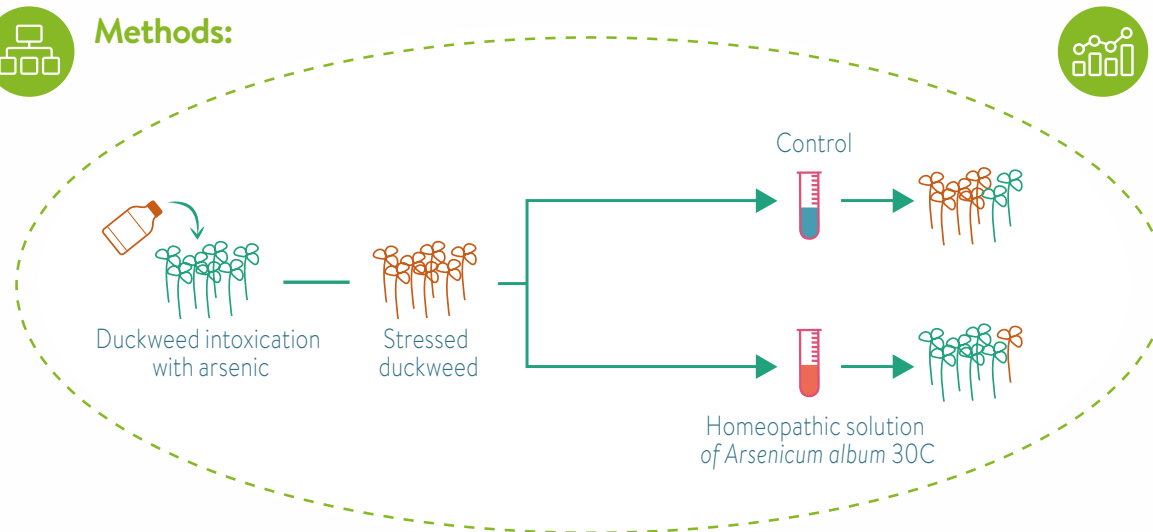 Methods:
Control
Duckweed intoxication
with arsenic
Stressed
duckweed
Homeopathic solution
of Arsenicum album 30C